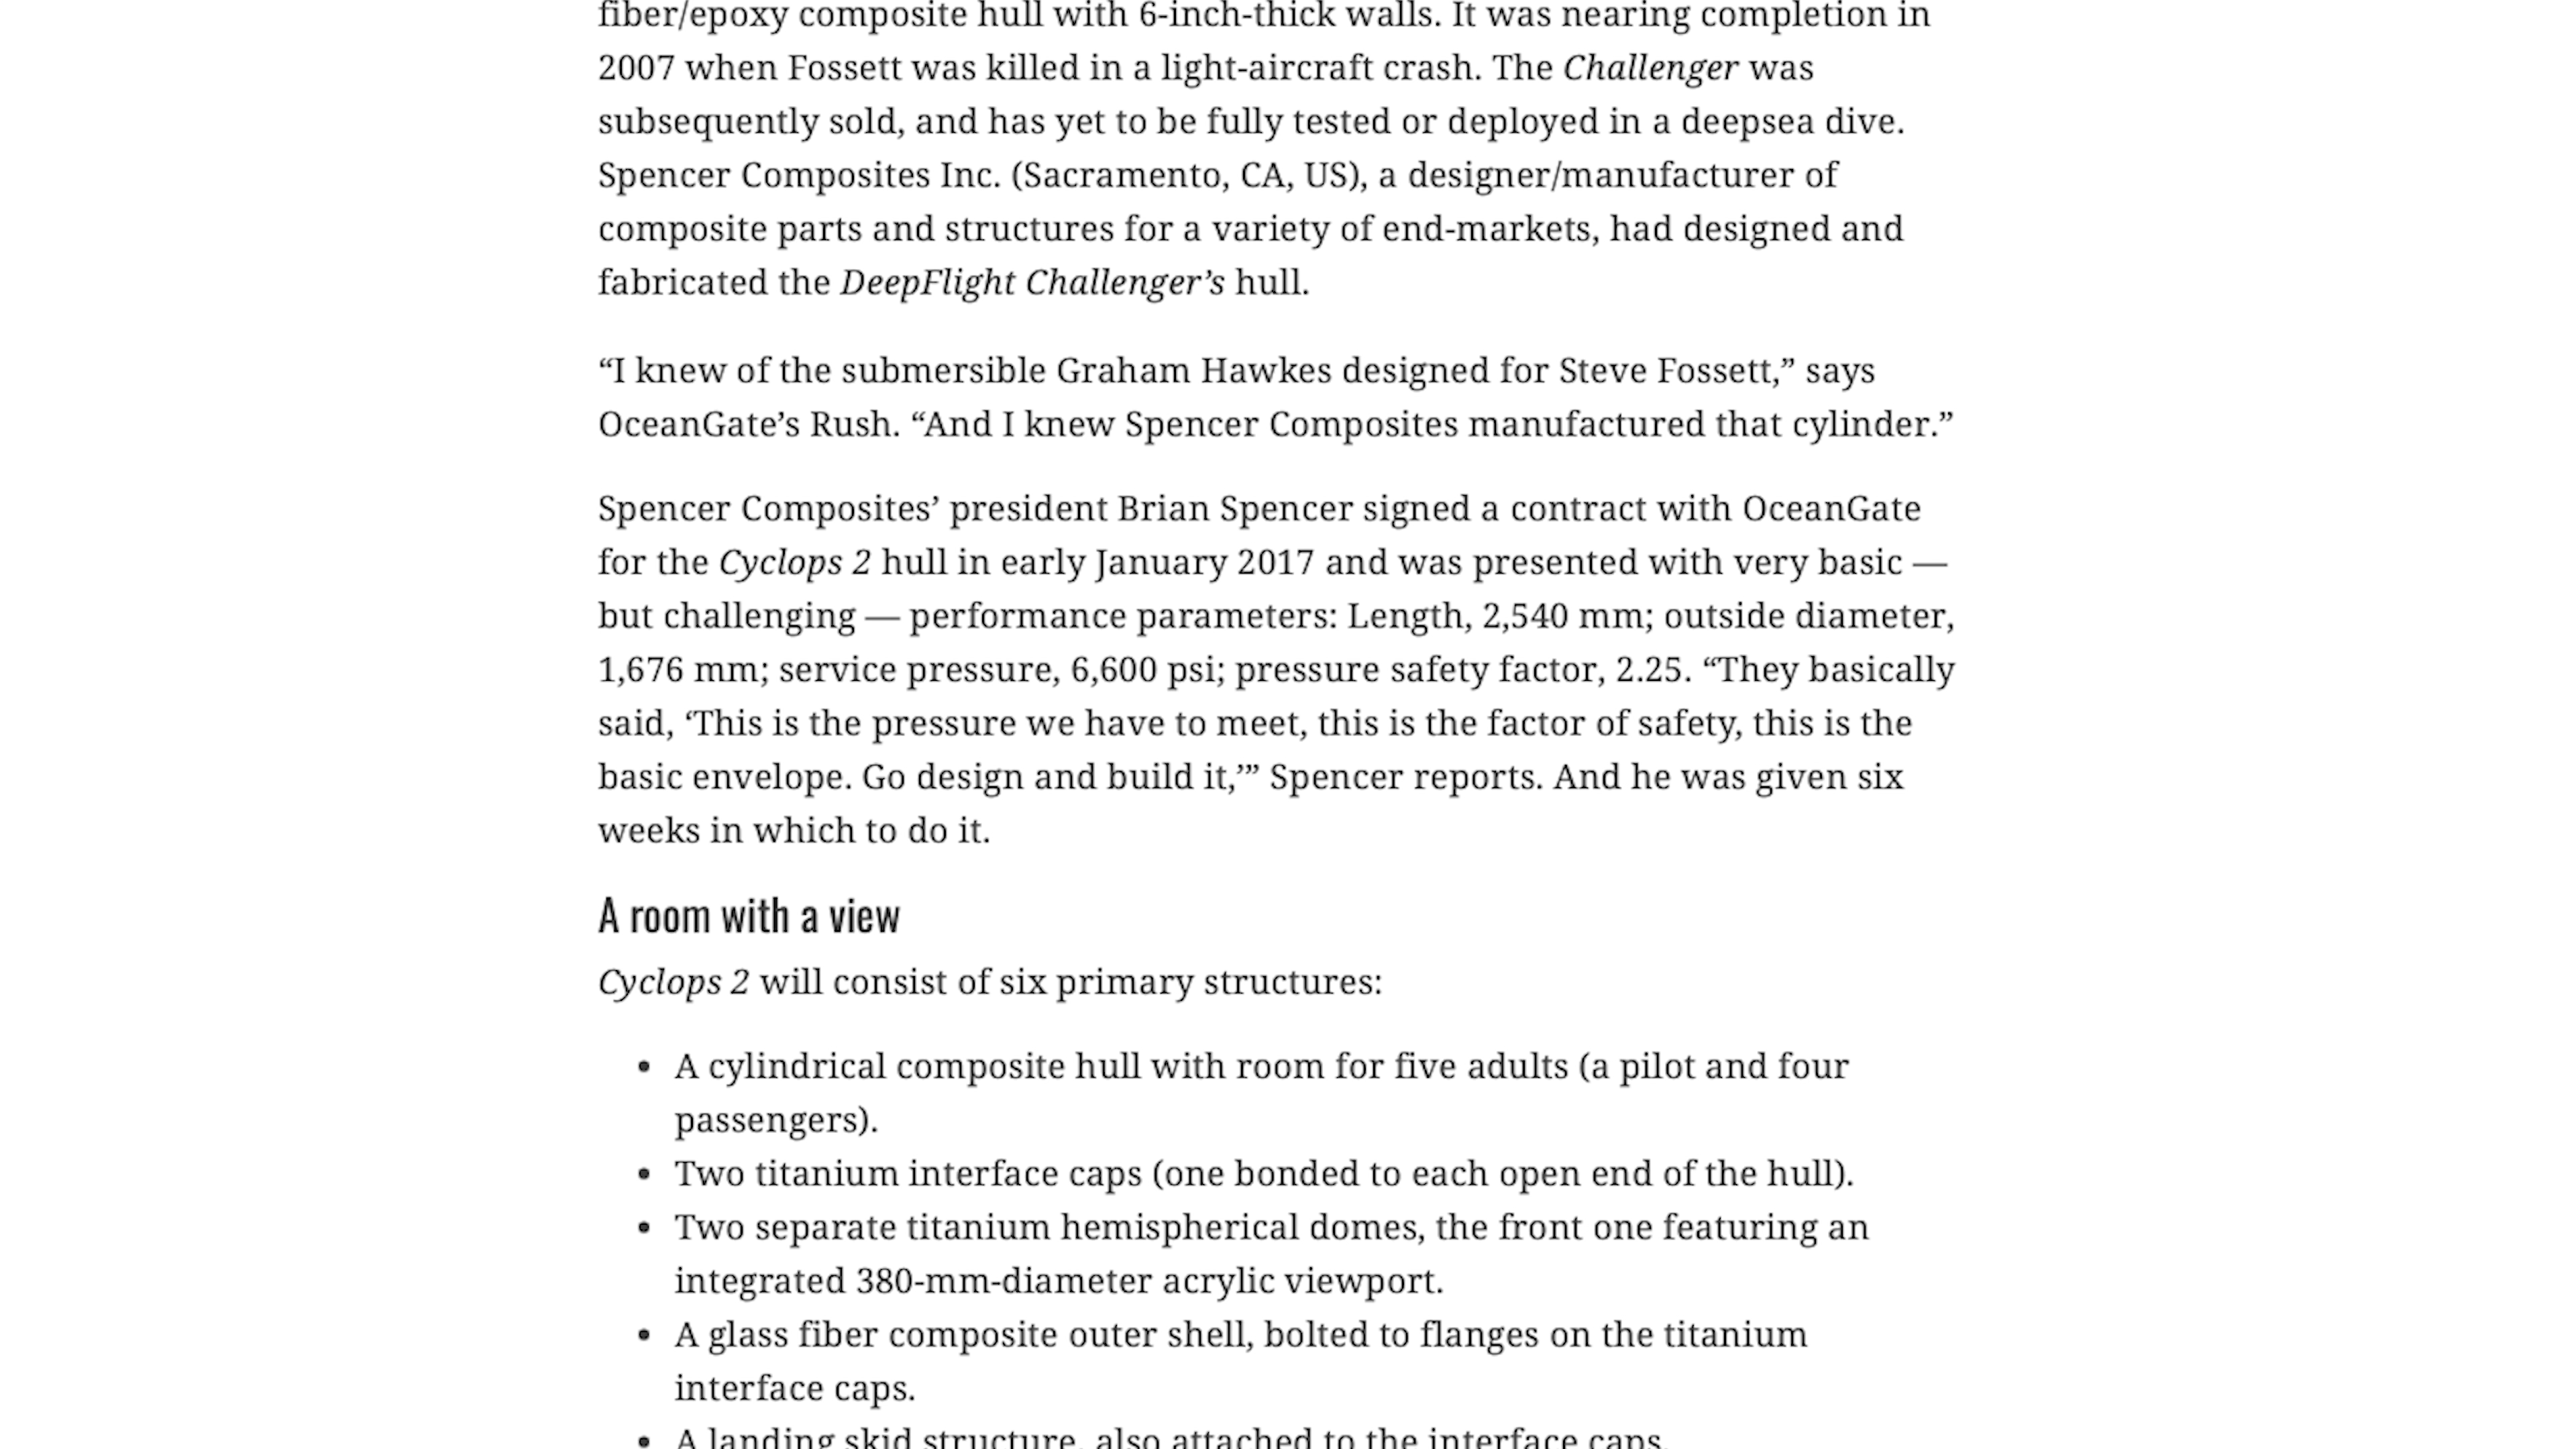 fiber/epoxy composite hull with 6-inch-thick walls. It was nearing completion in
2007 when Fossett was killed in a light-aircraft crash. The Challenger was
subsequently sold, and has yet to be fully tested or deployed in a deepsea dive.
Spencer Composites Inc. (Sacramento, CA, US), a designer/manufacturer of
composite parts and structures for a variety of end-markets, had designed and
fabricated the DeepFlight Challenger’s hull.
“I knew of the submersible Graham Hawkes designed for Steve Fossett,” says
OceanGate’s Rush. “And I knew Spencer Composites manufactured that cylinder.”
Spencer Composites’ president Brian Spencer signed a contract with OceanGate
for the Cyclops 2 hull in early January 2017 and was presented with very basic —
but challenging — performance parameters: Length, 2,540 mm; outside diameter,
1,676 mm; service pressure, 6,600 psi; pressure safety factor, 2.25. “They basically
said, ‘This is the pressure we have to meet, this is the factor of safety, this is the
basic envelope. Go design and build it,’” Spencer reports. And he was given six
weeks in which to do it.
A room with a view
Cyclops 2 will consist of six primary structures:
• A cylindrical composite hull with room for five adults (a pilot and four
passengers).
• Two titanium interface caps (one bonded to each open end of the hull).
• Two separate titanium hemispherical domes, the front one featuring an
integrated 380-mm-diameter acrylic viewport.
• A glass fiber composite outer shell, bolted to flanges on the titanium
interface caps.
• A landing skid structure, also attached to the interface caps.